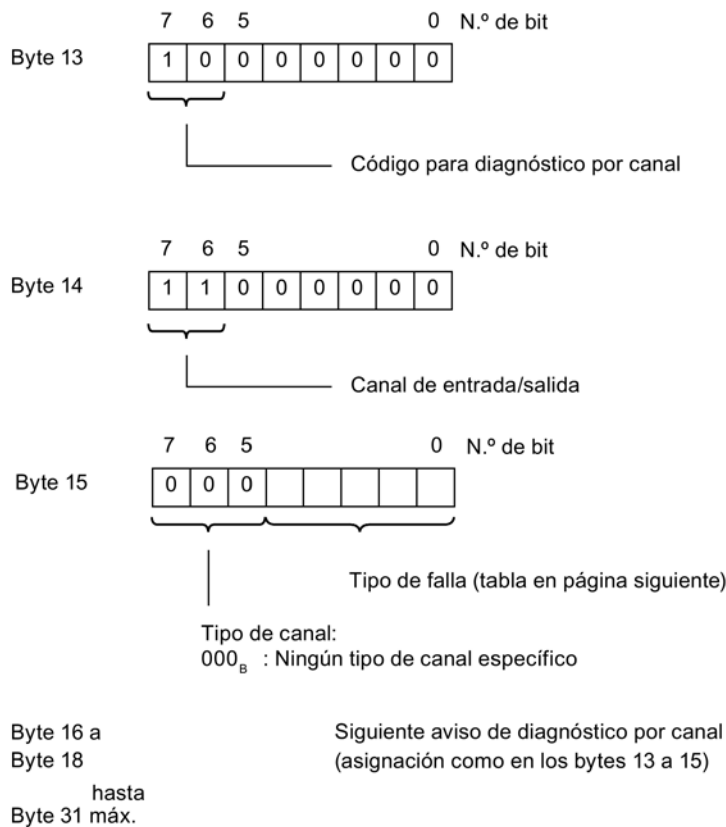 7 6 5 0 N.º de bit
Byte 13 1 0 0 0 0 0 0 0
Código para diagnóstico por canal
7 6 5 0 N.º de bit
Byte 14 1 1 0 0 0 0 0 0
Canal de entrada/salida
7 6 5 0 N.º de bit
Byte 15 0 0 0
Tipo de falla (tabla en página siguiente)
Tipo de canal:
000B : Ningún tipo de canal específico
Byte 16 a Siguiente aviso de diagnóstico por canal
Byte 18 (asignación como en los bytes 13 a 15)
hasta
Byte 31 máx.